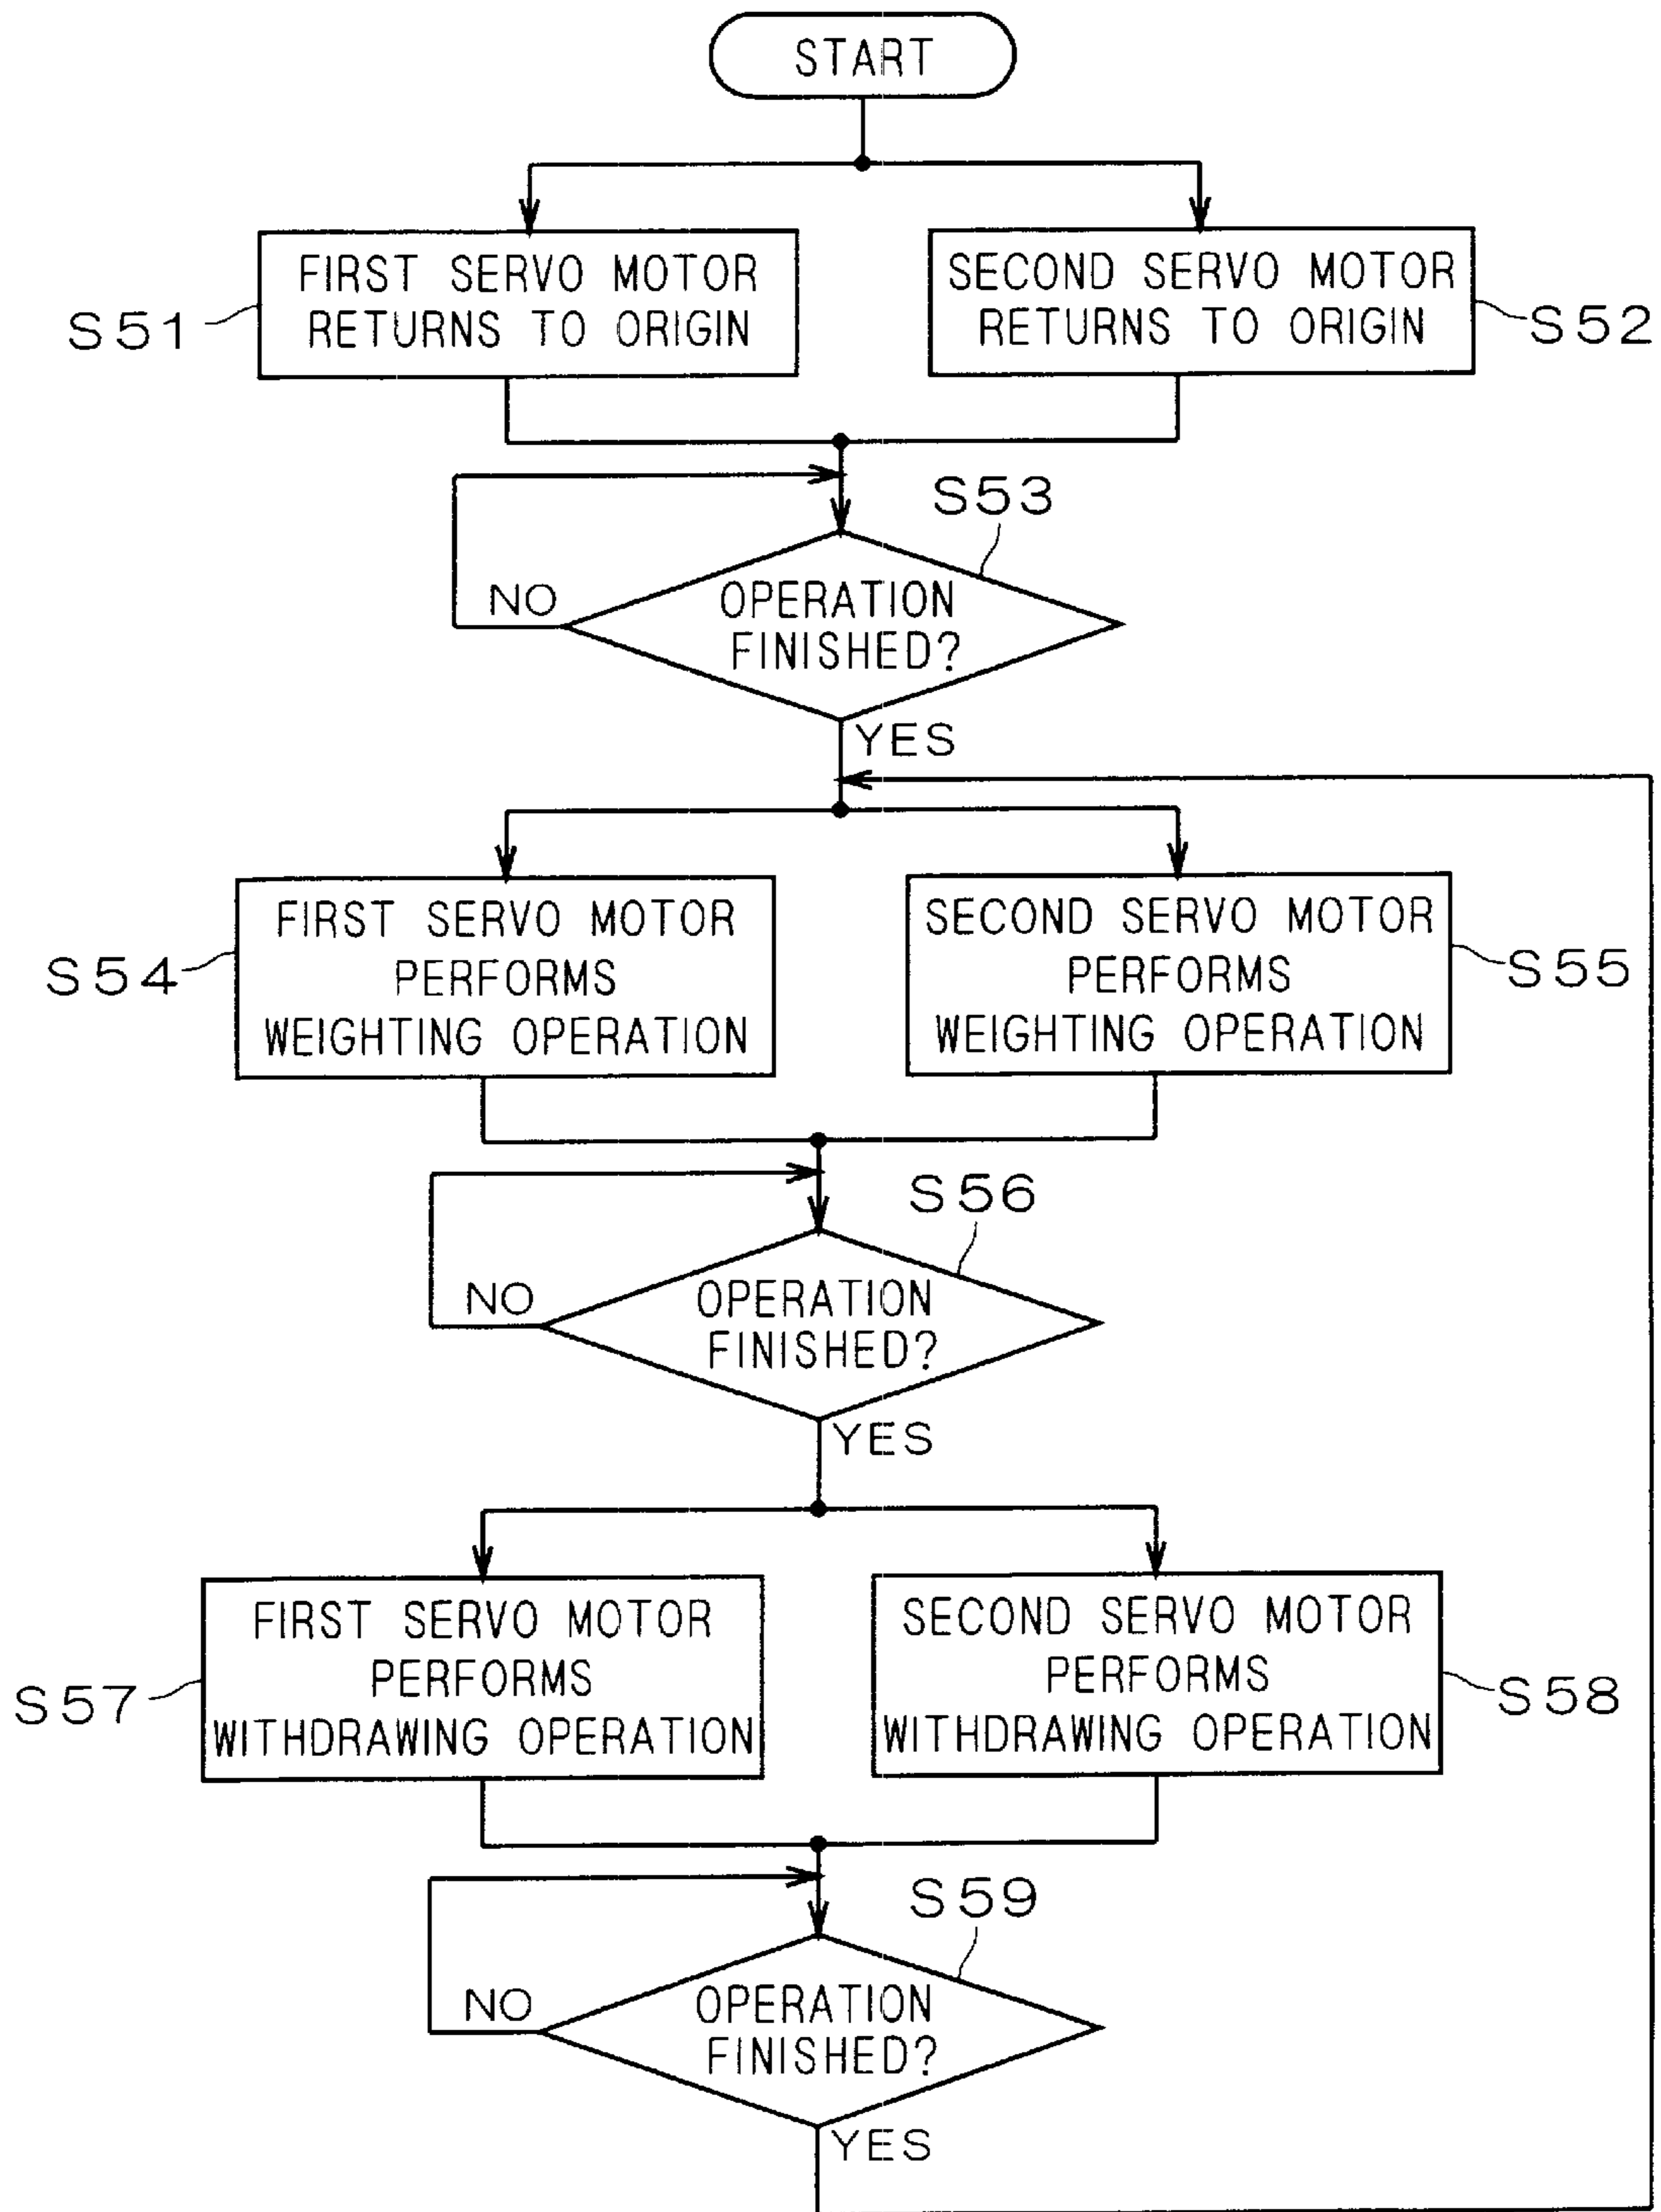 START
FIRST SERVO MOTOR
RETURNS TO ORIGIN
S51
SECOND SERVO MOTOR
RETURNS TO ORIGIN
S52
S53
OPERATION
FINISHED?
NO
YES
FIRST SERVO MOTOR
PERFORMS
WEIGHTING OPERATION
S54
SECOND SERVO MOTOR
PERFORMS
WEIGHTING OPERATION
S55
S56
OPERATION
FINISHED?
NO
YES
FIRST SERVO MOTOR
PERFORMS
WITHDRAWING OPERATION
S57
SECOND SERVO MOTOR
PERFORMS
WITHDRAWING OPERATION
S58
S59
OPERATION
FINISHED?
NO
YES